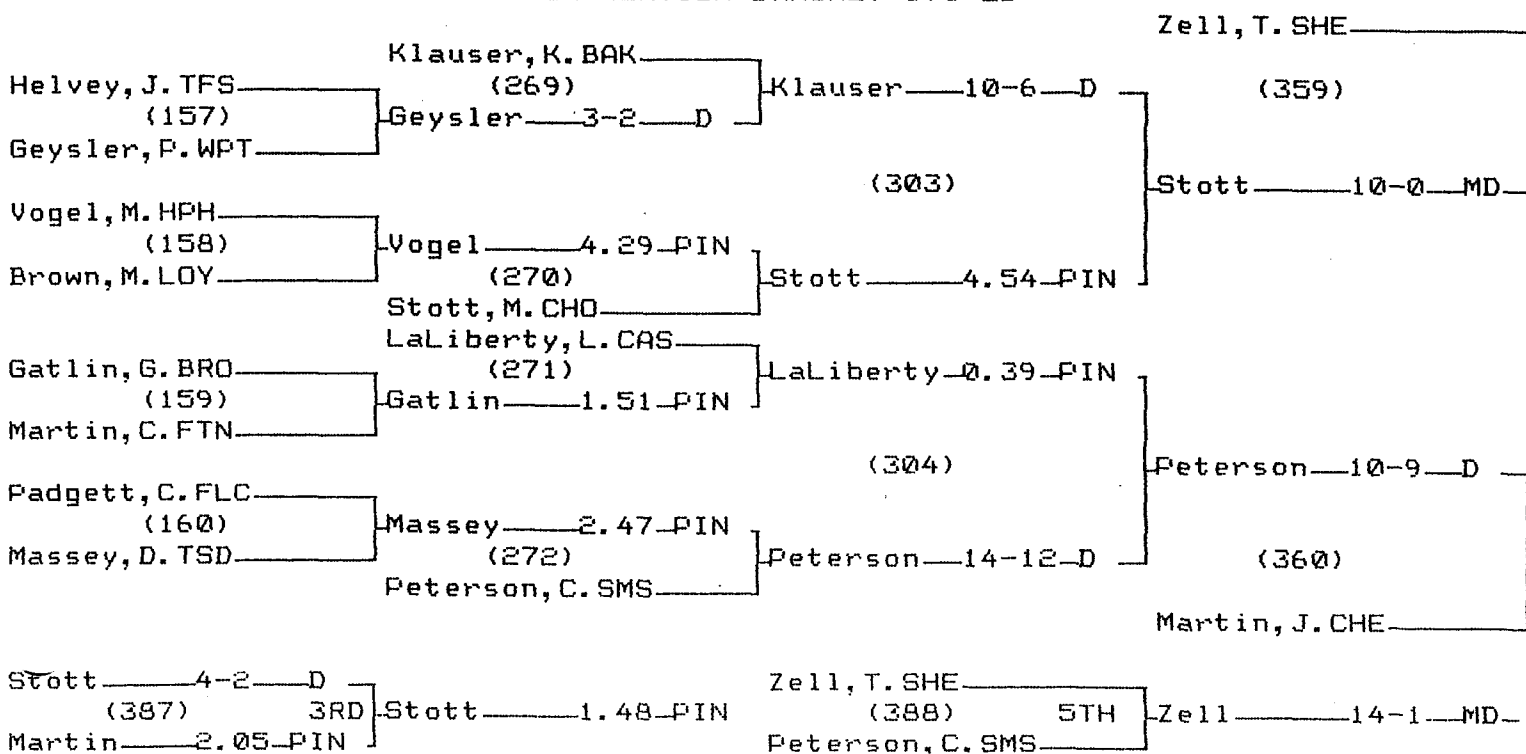 Zell, T. SHE
Klauser, K. BAK
Helvey, J. TFS (269) Klauser 10-6 D (359)
(157) Geysler 3-2 D
Geysler, P. WPT
(303) Stott 10-0 MD
Vogel, M. HPH
(158) Vogel 4.29 PIN
Brown, M. LOY (270) Stott 4.54 PIN
Stott, M. CHO
LaLiberty, L. CAS
Gatlin, G. BRO (271) LaLiberty 0.39 PIN
(159) Gatlin 1.51 PIN
Martin, C. FTN
(304) Peterson 10-9 D
Padgett, C. FLC
(160) Massey 2.47 PIN
Massey, D. TSD (272) Peterson 14-12 D (360)
Peterson, C. SMS
Martin, J. CHE
Stott 4-2 D Zell, T. SHE
(387) 3RD Stott 1.48 PIN (388) 5TH Zell 14-1 MD
Martin 2.05 PIN Peterson, C. SMS